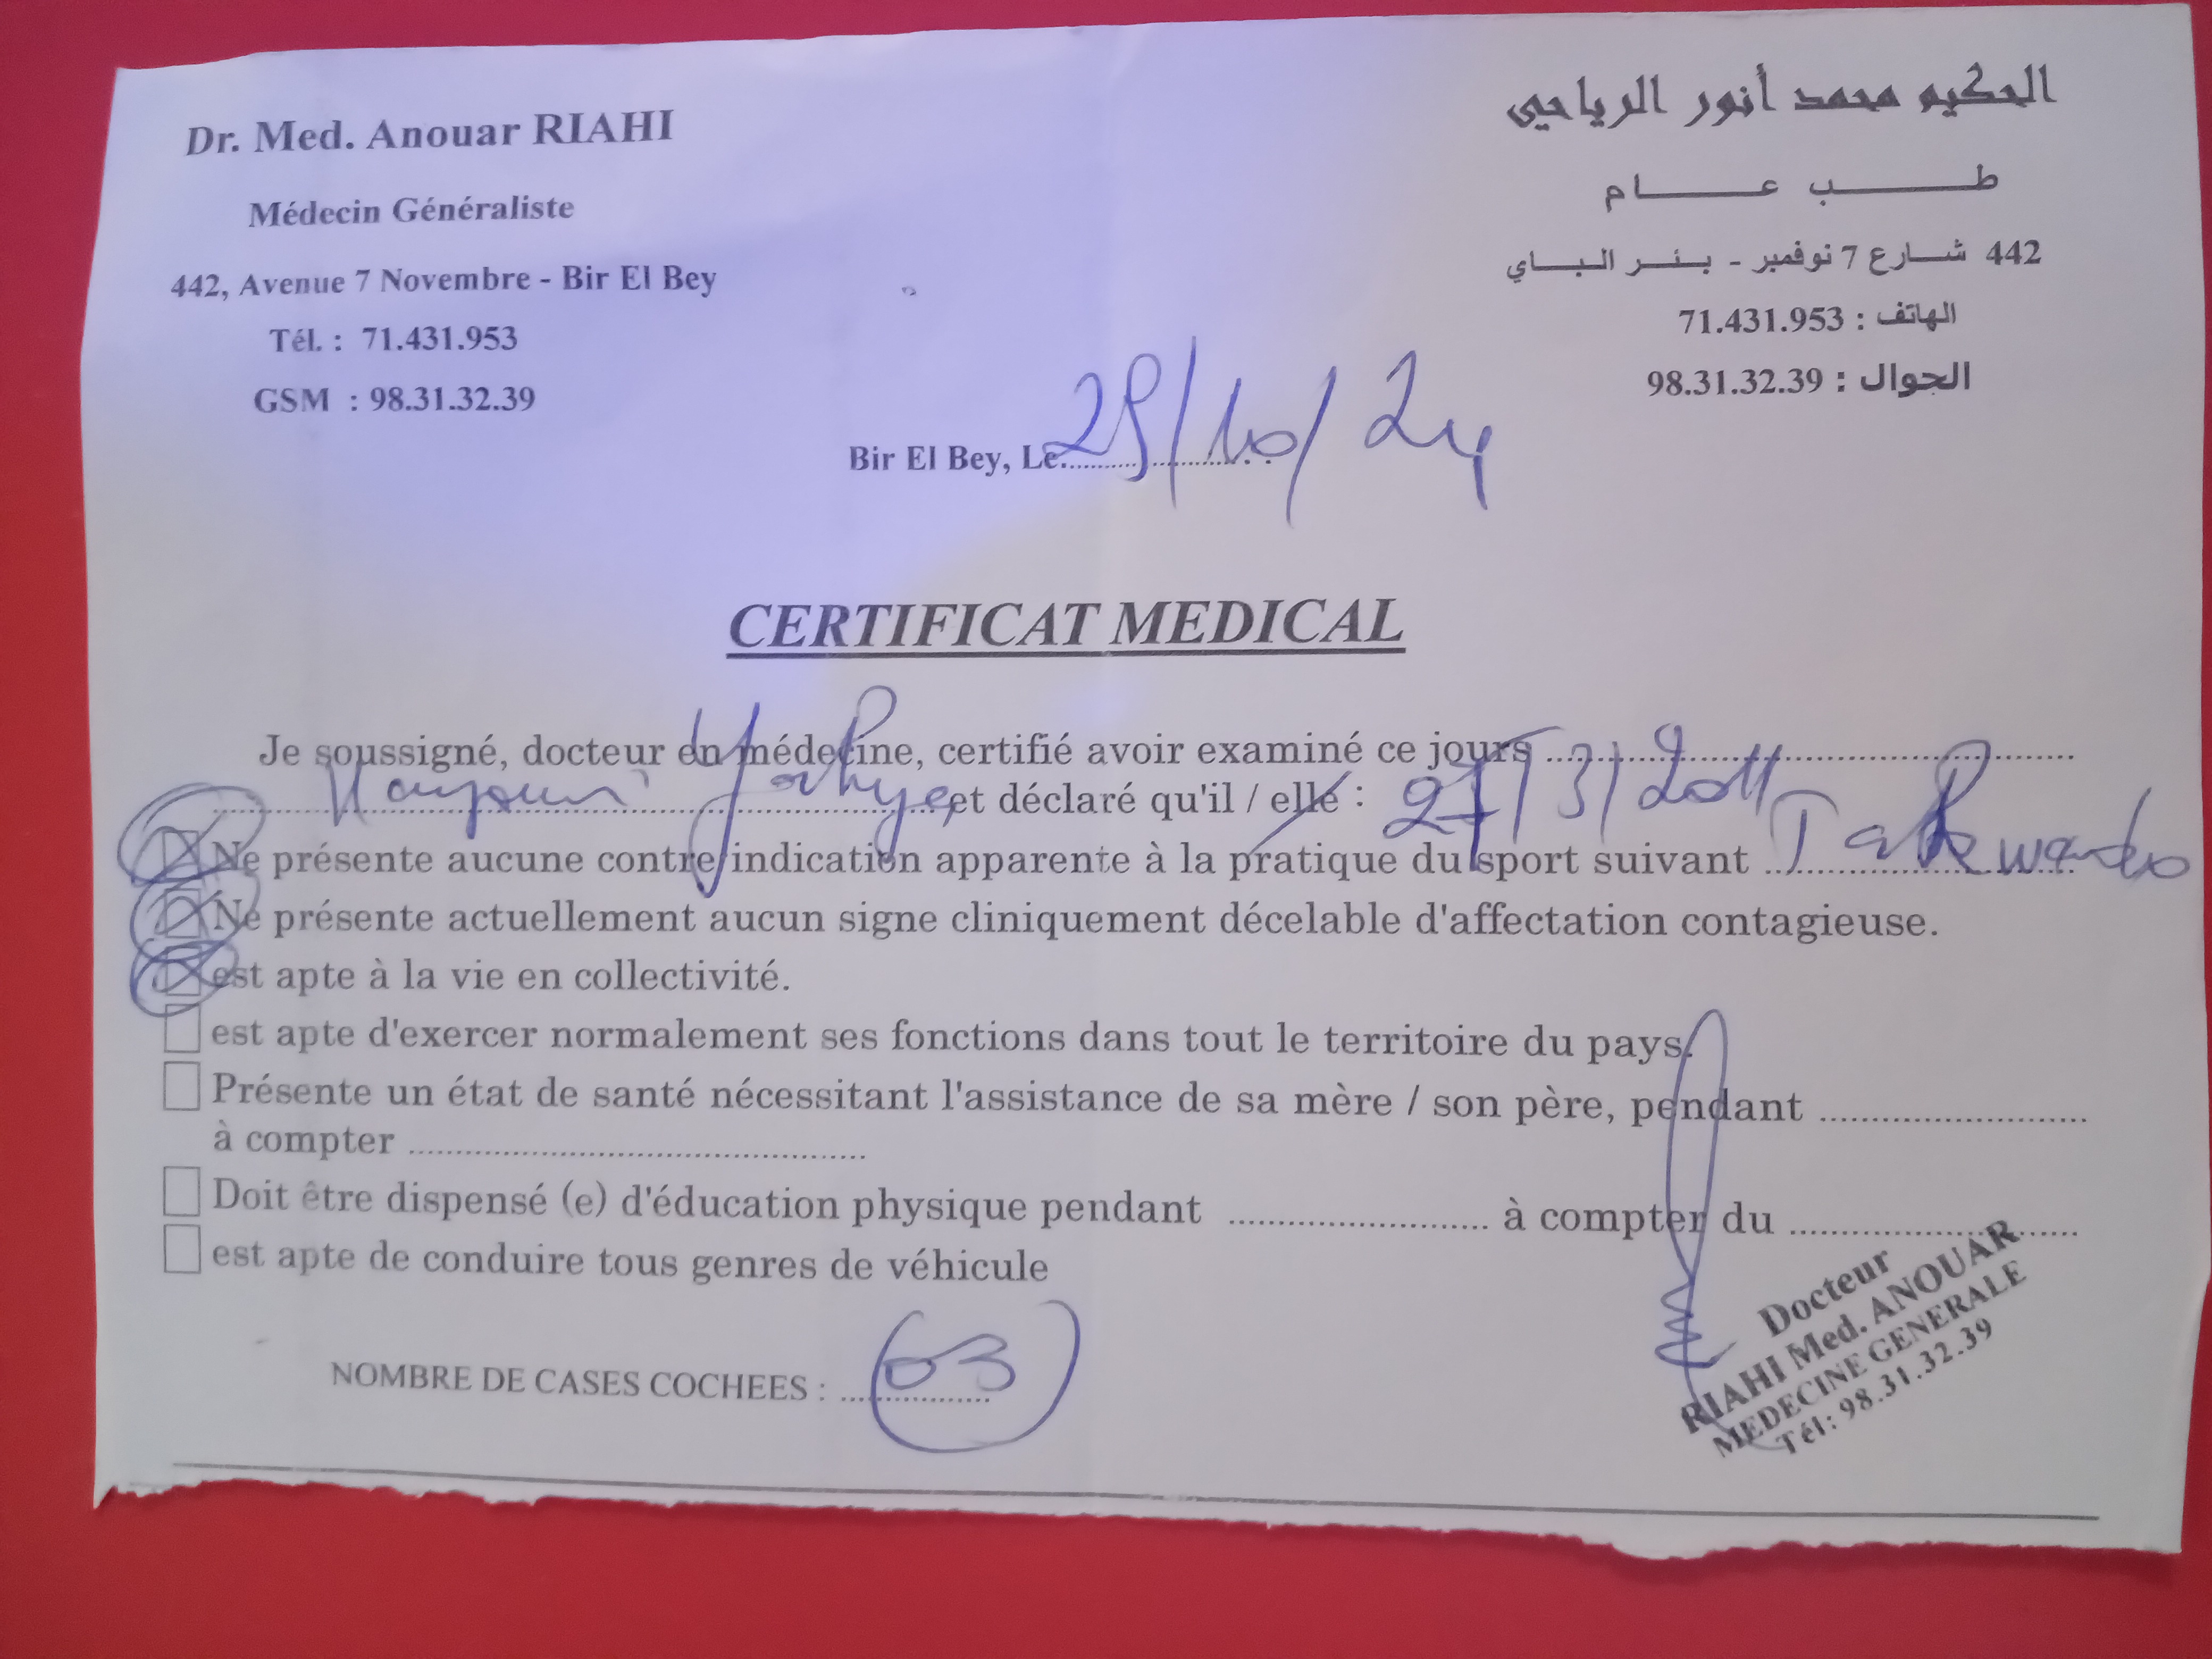 Dr. Med. Anouar RIAHI
Médecin Généraliste
442, Avenue 7 Novembre - Bir El Bey
Tél. : 71.431.953
GSM : 98.31.32.39
الحكيم محمد أنور الرياحي
طب عام
442 شارع 7 نوفمبر - بئر الباي
الهاتف : 71.431.953
الجوال : 98.31.32.39
Bir El Bey, Le 29/10/24
CERTIFICAT MEDICAL
Je soussigné, docteur en médecine, certifié avoir examiné ce jours
et déclaré qu'il / elle : 27/3/2011
Ne présente aucune contre indication apparente à la pratique du sport suivant Taekwando
Ne présente actuellement aucun signe cliniquement décelable d'affectation contagieuse.
est apte à la vie en collectivité.
est apte d'exercer normalement ses fonctions dans tout le territoire du pays.
Présente un état de santé nécessitant l'assistance de sa mère / son père, pendant
à compter
Doit être dispensé (e) d'éducation physique pendant à compter du
est apte de conduire tous genres de véhicule
NOMBRE DE CASES COCHEES : (03)
Docteur
RIAHI Med. ANOUAR
MEDECINE GENERALE
Tél: 98.31.32.39